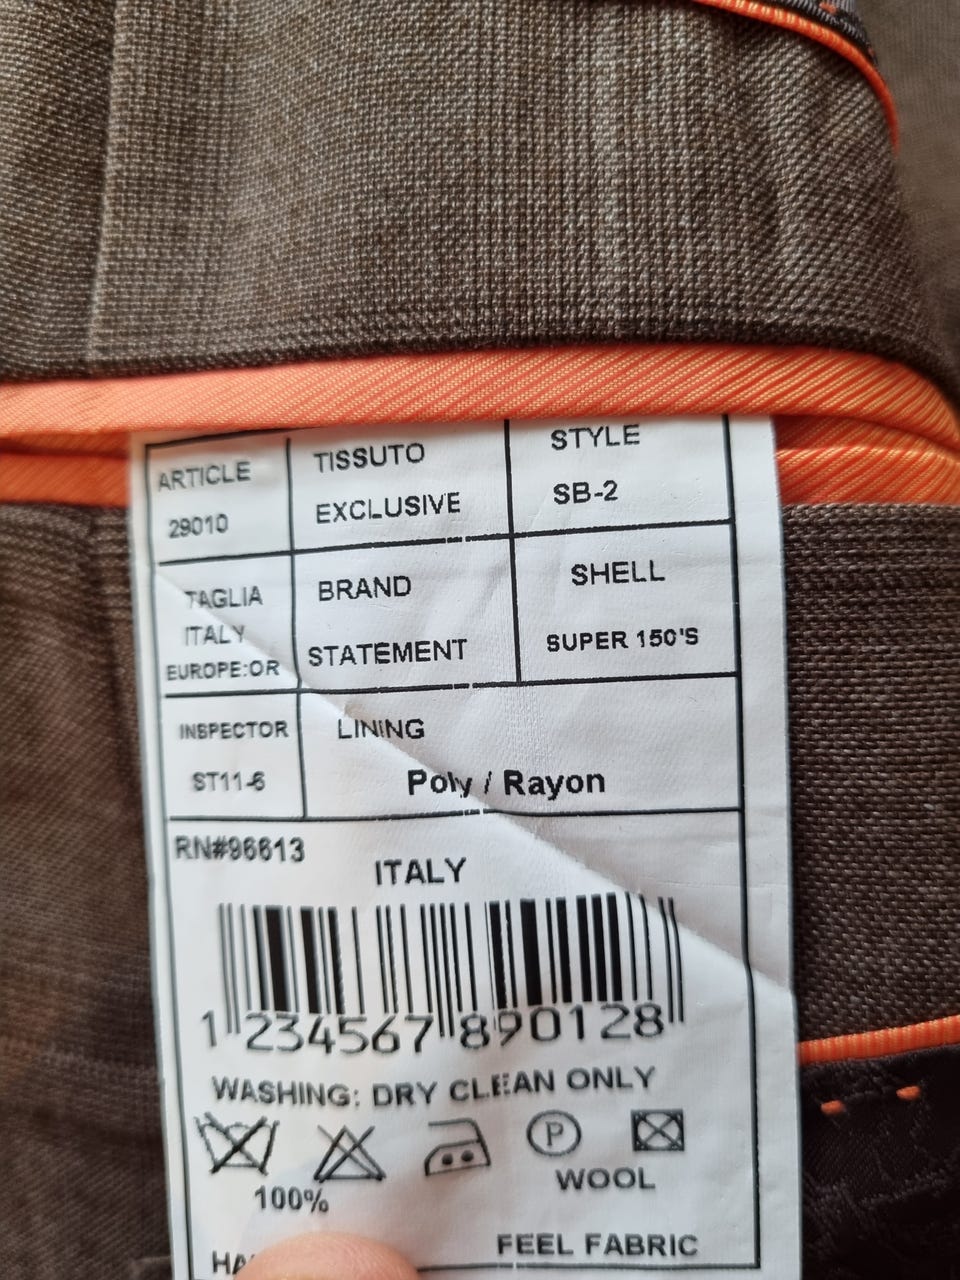 ARTICLE
29010
TISSUTO
EXCLUSIVE
STYLE
SB-2
TAGLIA
ITALY
EUROPE:OR
BRAND
STATEMENT
SHELL
SUPER 150'S
INSPECTOR
ST11-6
LINING
Poly / Rayon
RN#96613
ITALY
1 234567 890128
WASHING: DRY CLEAN ONLY
P
100% WOOL
FEEL FABRIC